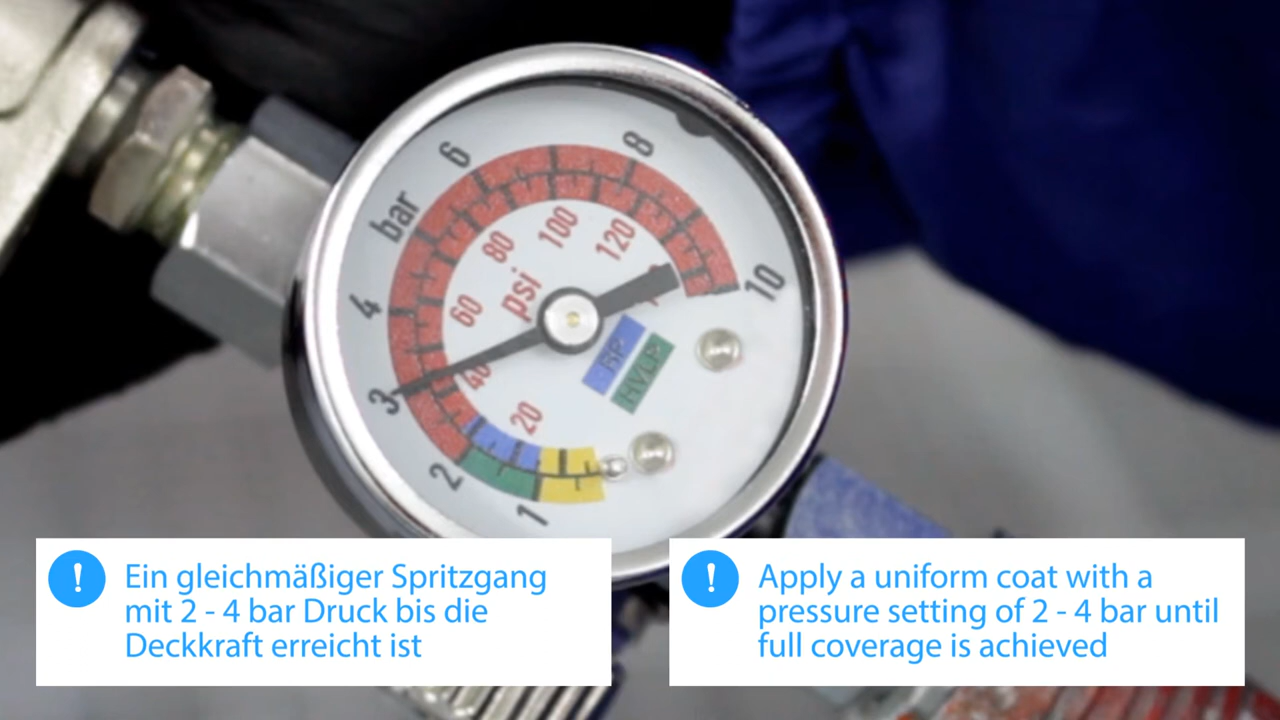 6
8
bar
4
3
2
1
10
80
100
120
psi
60
40
20
RP
HVLP
Ein gleichmäßiger Spritzgang
mit 2 - 4 bar Druck bis die
Deckkraft erreicht ist
Apply a uniform coat with a
pressure setting of 2 - 4 bar until
full coverage is achieved